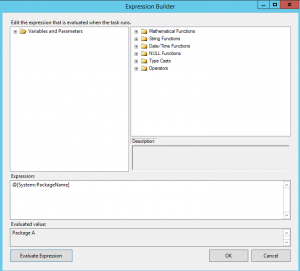 Expression Builder
Edit the expression that is evaluated when the task runs.
Variables and Parameters
Mathematical Functions
String Functions
Date/Time Functions
NULL Functions
Type Casts
Operators
Description:
Expression:
@[System::PackageName]
Evaluated value:
Package A
Evaluate Expression
OK
Cancel